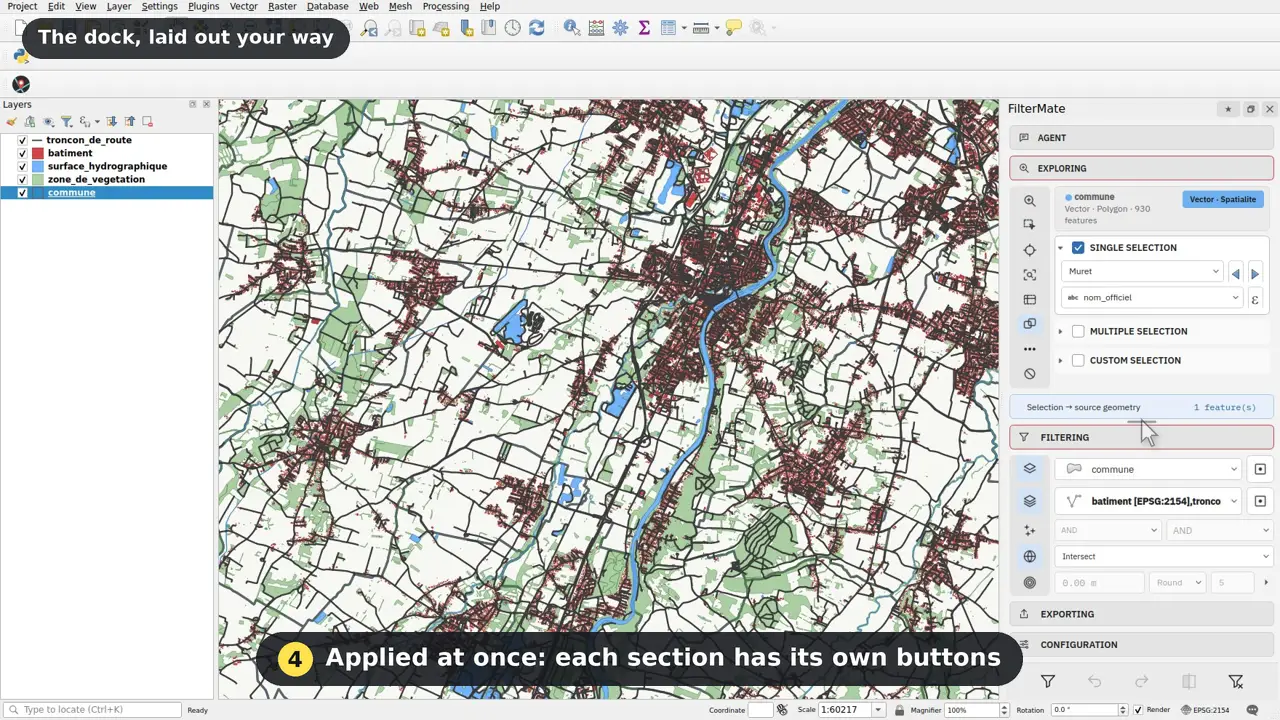 Project Edit View Layer Settings Plugins Vector Raster Database Web Mesh Processing Help
The dock, laid out your way
Layers
troncon_de_route
batiment
surface_hydrographique
zone_de_vegetation
commune
FilterMate
AGENT
EXPLORING
commune
Vector · Polygon · 930
features
Vector · Spatialite
SINGLE SELECTION
Muret
abc nom_officiel
ε
MULTIPLE SELECTION
CUSTOM SELECTION
Selection → source geometry 1 feature(s)
FILTERING
commune
batiment [EPSG:2154],tronco
AND AND
Intersect
0.00 m Round 5
EXPORTING
CONFIGURATION
4 Applied at once: each section has its own buttons
Type to locate (Ctrl+K) Ready Coordinate Scale 1:60217 Magnifier 100% Rotation 0.0 ° Render EPSG:2154